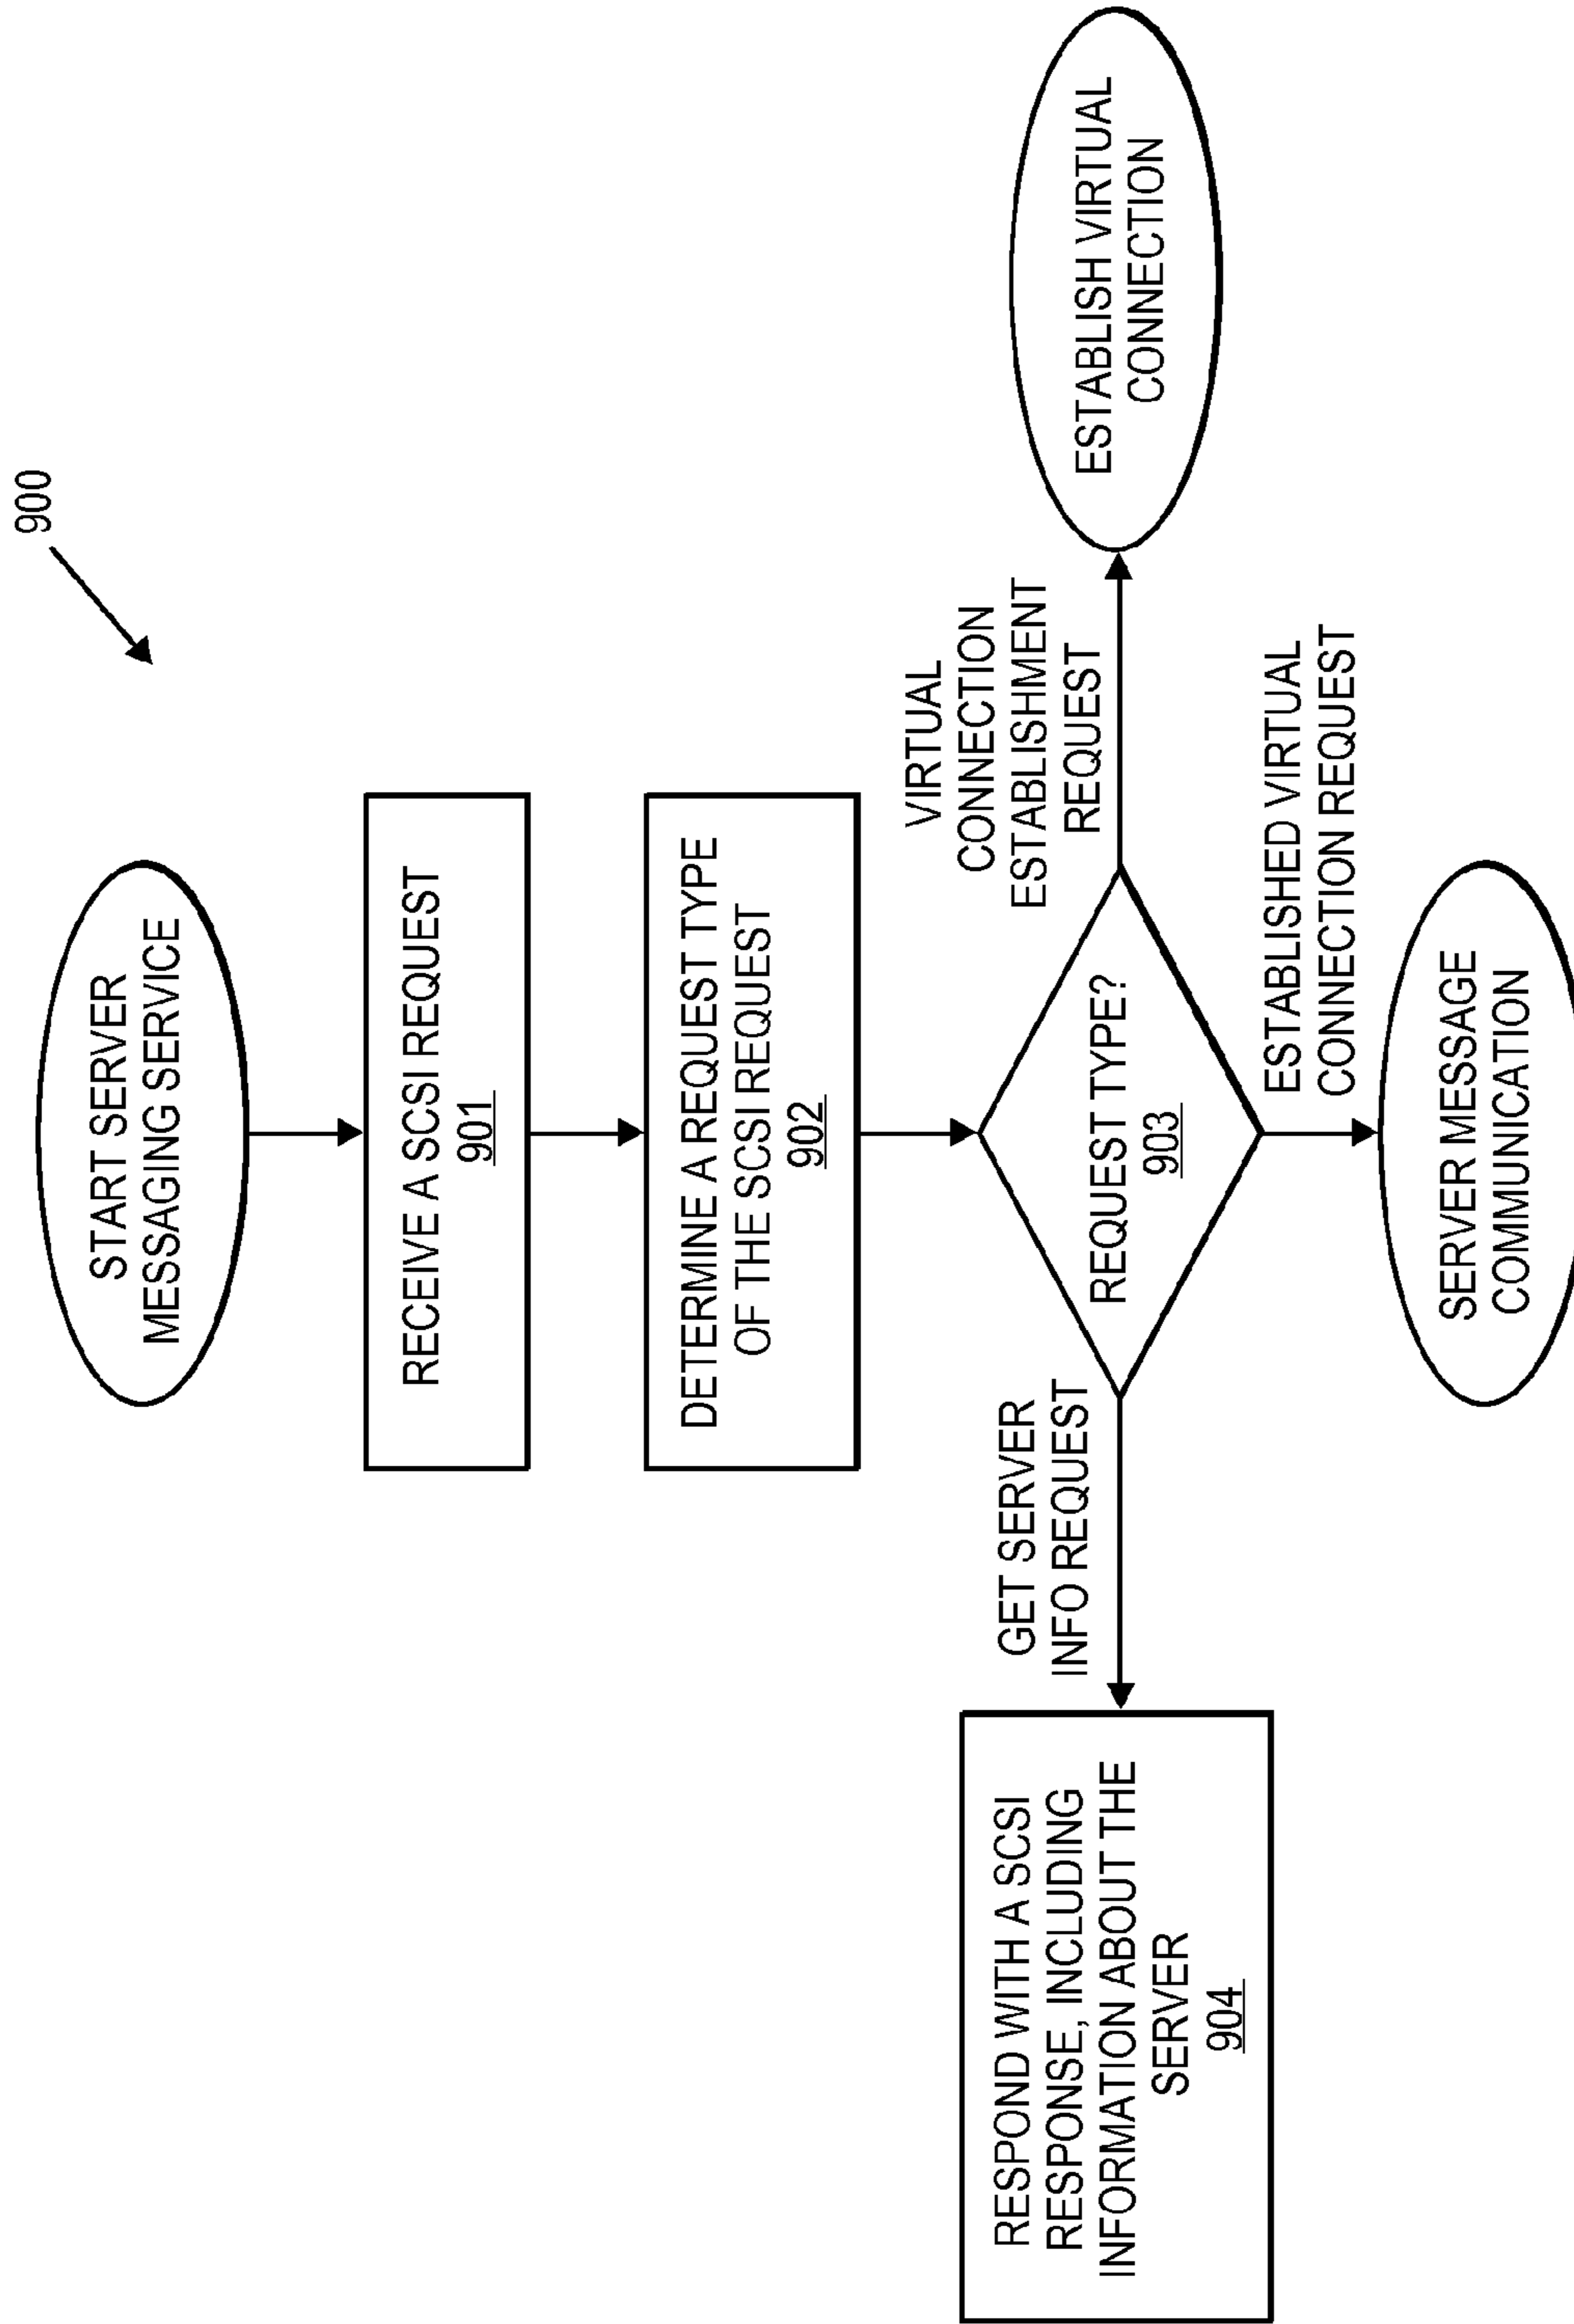 900
START SERVER
MESSAGING SERVICE
RECEIVE A SCSI REQUEST
901
DETERMINE A REQUEST TYPE
OF THE SCSI REQUEST
902
REQUEST TYPE?
903
GET SERVER
INFO REQUEST
RESPOND WITH A SCSI
RESPONSE, INCLUDING
INFORMATION ABOUT THE
SERVER
904
VIRTUAL
CONNECTION
ESTABLISHMENT
REQUEST
ESTABLISH VIRTUAL
CONNECTION
ESTABLISHED VIRTUAL
CONNECTION REQUEST
SERVER MESSAGE
COMMUNICATION